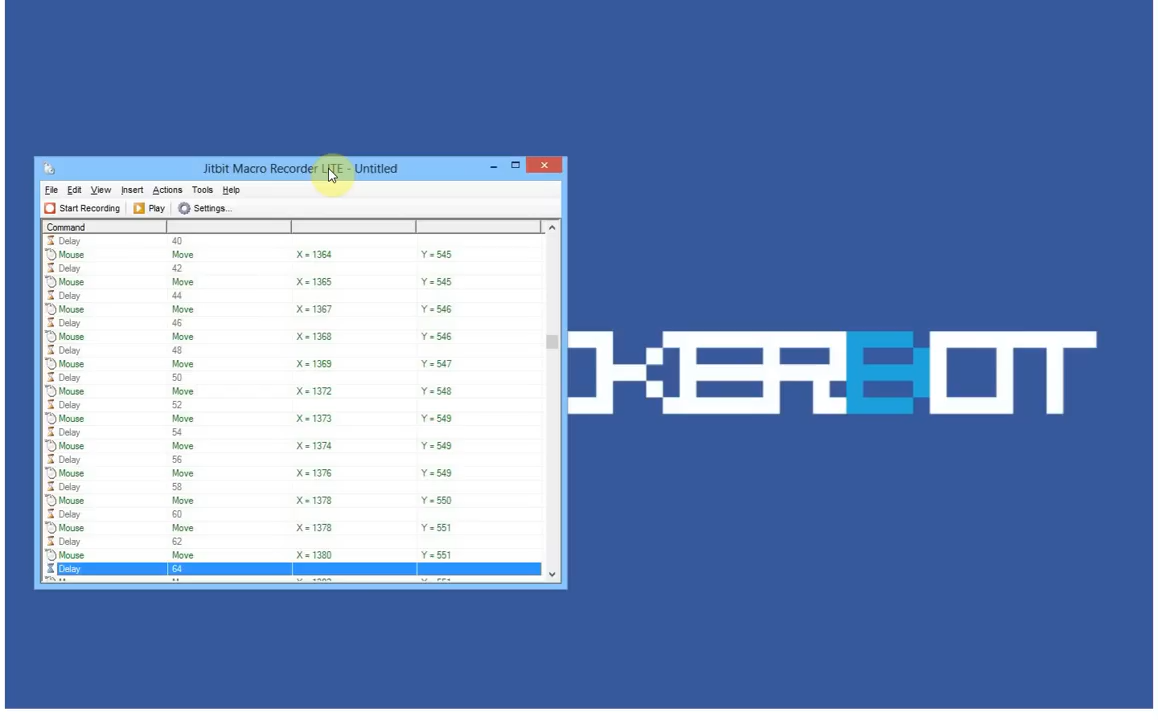 Jitbit Macro Recorder LITE - Untitled
File Edit View Insert Actions Tools Help
Start Recording Play Settings...
Command
Delay 40
Mouse Move X = 1364 Y = 545
Delay 42
Mouse Move X = 1365 Y = 545
Delay 44
Mouse Move X = 1367 Y = 546
Delay 46
Mouse Move X = 1368 Y = 546
Delay 48
Mouse Move X = 1369 Y = 547
Delay 50
Mouse Move X = 1372 Y = 548
Delay 52
Mouse Move X = 1373 Y = 549
Delay 54
Mouse Move X = 1374 Y = 549
Delay 56
Mouse Move X = 1376 Y = 549
Delay 58
Mouse Move X = 1378 Y = 550
Delay 60
Mouse Move X = 1378 Y = 551
Delay 62
Mouse Move X = 1380 Y = 551
Delay 64
OKERBOT